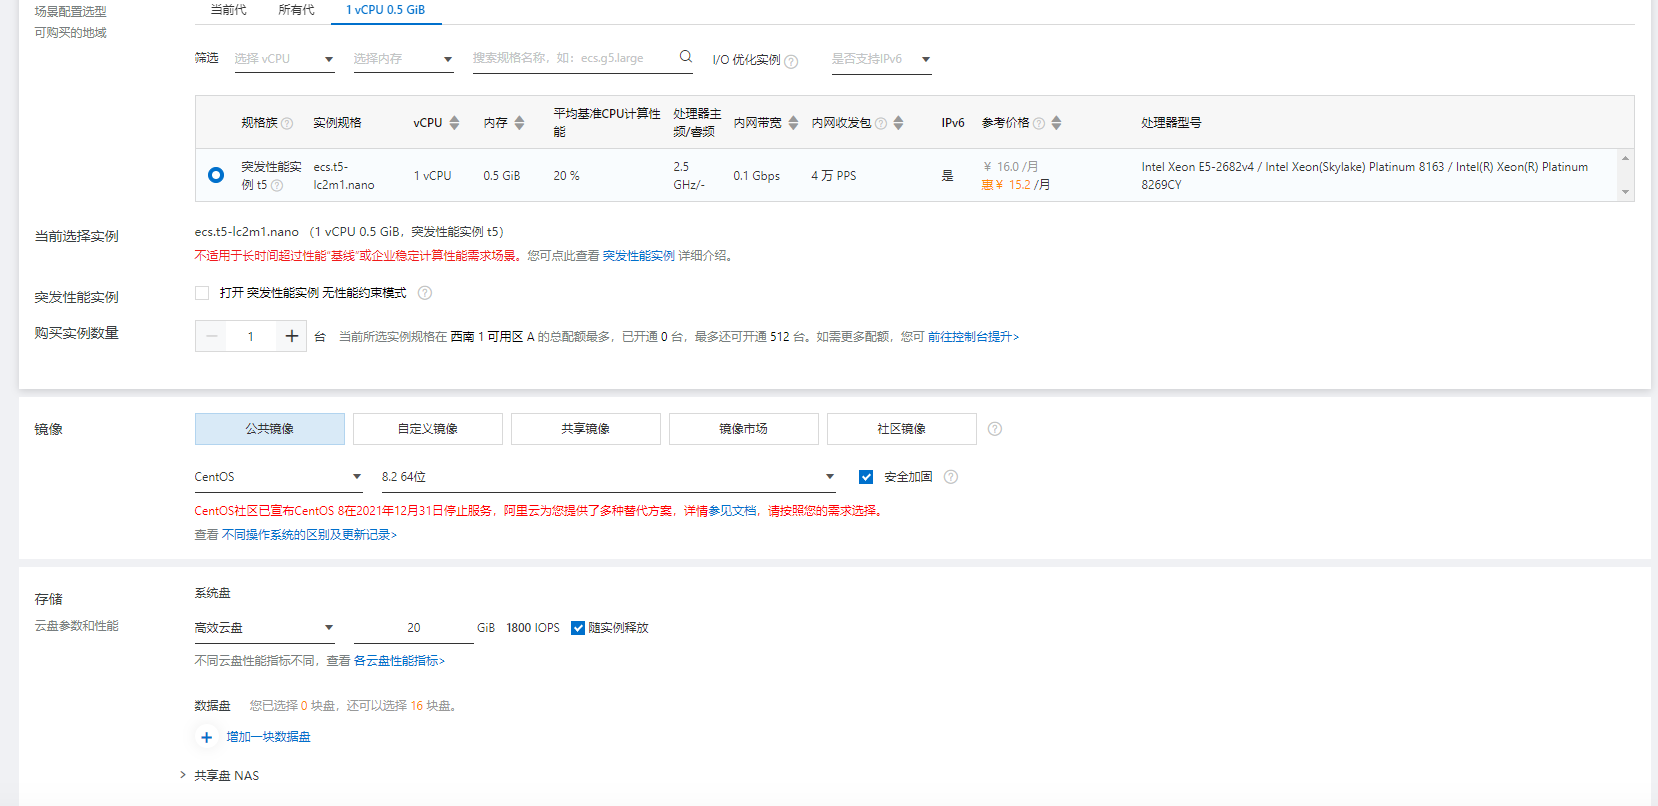 场景配置选型
可购买的地域
当前代 所有代 1 vCPU 0.5 GiB
筛选 选择 vCPU 选择内存 搜索规格名称，如：ecs.g5.large I/O 优化实例 ? 是否支持IPv6
规格族 ? 实例规格 vCPU 内存 平均基准CPU计算性能 处理器主频/睿频 内网带宽 内网收发包 ? IPv6 参考价格 ? 处理器型号
突发性能实例 t5 ? ecs.t5-lc2m1.nano 1 vCPU 0.5 GiB 20 % 2.5 GHz/- 0.1 Gbps 4 万 PPS 是 ¥ 16.0 /月 惠¥ 15.2 /月 Intel Xeon E5-2682v4 / Intel Xeon(Skylake) Platinum 8163 / Intel(R) Xeon(R) Platinum 8269CY
当前选择实例 ecs.t5-lc2m1.nano （1 vCPU 0.5 GiB，突发性能实例 t5）
不适用于长时间超过性能“基线”或企业稳定计算性能需求场景。您可点此查看 突发性能实例 详细介绍。
突发性能实例 打开 突发性能实例 无性能约束模式 ?
购买实例数量 1 台 当前所选实例规格在 西南 1 可用区 A 的总配额最多，已开通 0 台，最多还可开通 512 台。如需更多配额，您可 前往控制台提升>
镜像 公共镜像 自定义镜像 共享镜像 镜像市场 社区镜像 ?
CentOS 8.2 64位 安全加固 ?
CentOS社区已宣布CentOS 8在2021年12月31日停止服务，阿里云为您提供了多种替代方案，详情参见文档，请按照您的需求选择。
查看 不同操作系统的区别及更新记录>
存储 系统盘
云盘参数和性能
高效云盘 20 GiB 1800 IOPS 随实例释放
不同云盘性能指标不同，查看 各云盘性能指标>
数据盘 您已选择 0 块盘，还可以选择 16 块盘。
+ 增加一块数据盘
> 共享盘 NAS